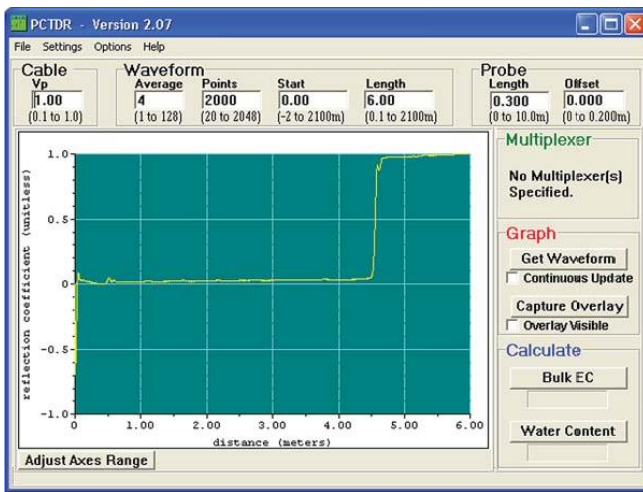 PCTDR - Version 2.07
File Settings Options Help
Cable
Vp
1.00
(0.1 to 1.0)
Waveform
Average Points Start Length
4 2000 0.00 6.00
(1 to 128) (20 to 2048) (-2 to 2100m) (0.1 to 2100m)
Probe
Length Offset
0.300 0.000
(0 to 10.0m) (0 to 0.200m)
reflection coefficient (unitless)
1.0
0.5
0
-0.5
-1.0
0 1.00 2.00 3.00 4.00 5.00 6.00
distance (meters)
Adjust Axes Range
Multiplexer
No Multiplexer(s)
Specified.
Graph
Get Waveform
Continuous Update
Capture Overlay
Overlay Visible
Calculate
Bulk EC
Water Content